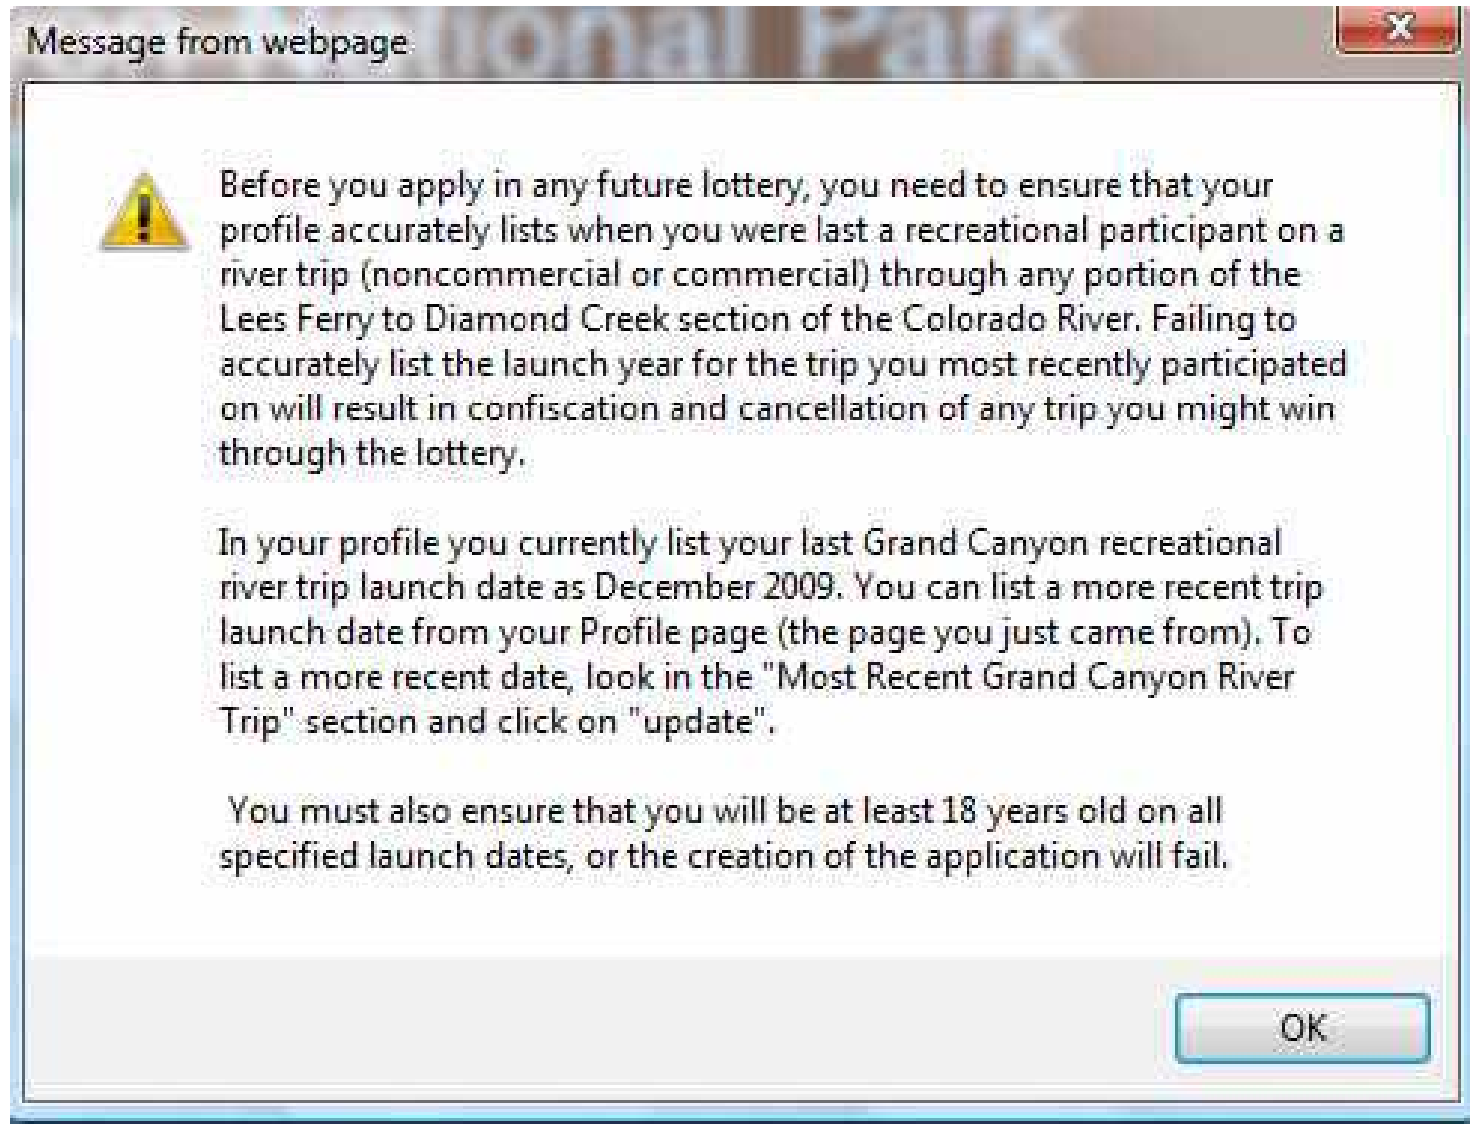 Message from webpage
Before you apply in any future lottery, you need to ensure that your
profile accurately lists when you were last a recreational participant on a
river trip (noncommercial or commercial) through any portion of the
Lees Ferry to Diamond Creek section of the Colorado River. Failing to
accurately list the launch year for the trip you most recently participated
on will result in confiscation and cancellation of any trip you might win
through the lottery.
In your profile you currently list your last Grand Canyon recreational
river trip launch date as December 2009. You can list a more recent trip
launch date from your Profile page (the page you just came from). To
list a more recent date, look in the "Most Recent Grand Canyon River
Trip" section and click on "update".
You must also ensure that you will be at least 18 years old on all
specified launch dates, or the creation of the application will fail.
OK